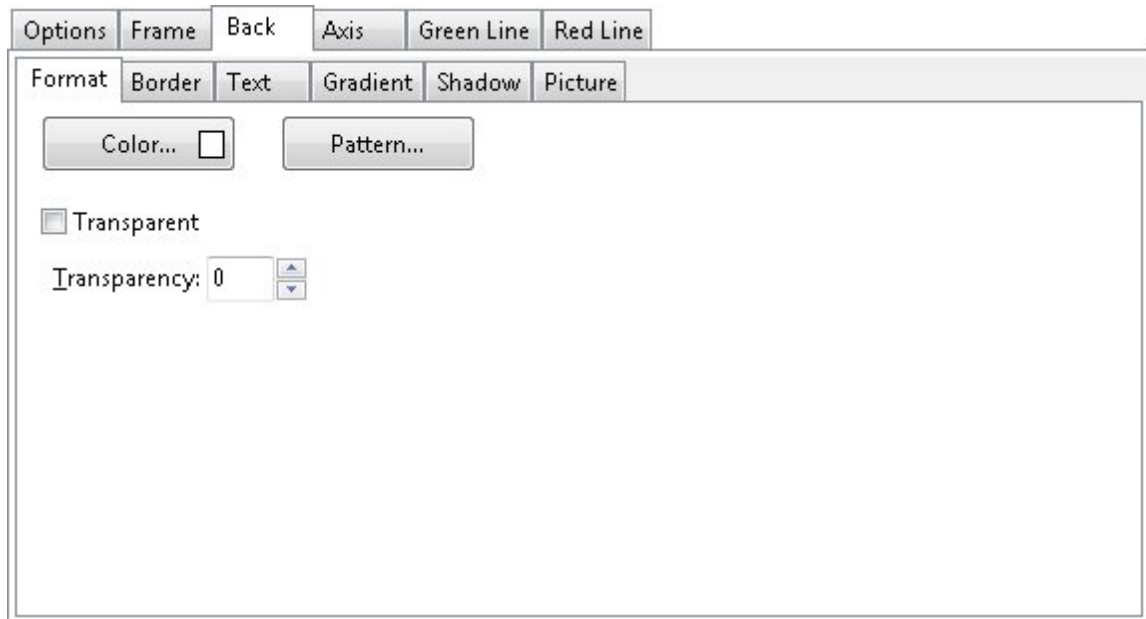 Options Frame Back Axis Green Line Red Line
Format Border Text Gradient Shadow Picture
Color... Pattern...
Transparent
Transparency: 0